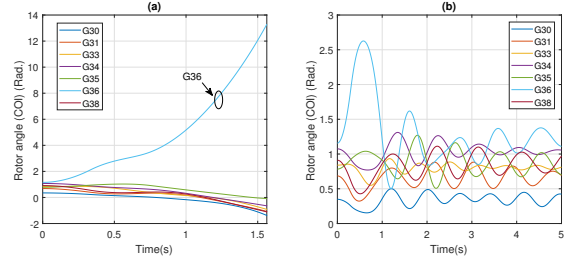 (a)
Rotor angle (COI) (Rad.)
14
12
10
8
6
4
2
0
-2
0
0.5
1
1.5
Time(s)
G30
G31
G33
G34
G35
G36
G38
G36
(b)
Rotor angle (COI) (Rad.)
3
2.5
2
1.5
1
0.5
0
0
1
2
3
4
5
Time(s)
G30
G31
G33
G34
G35
G36
G38